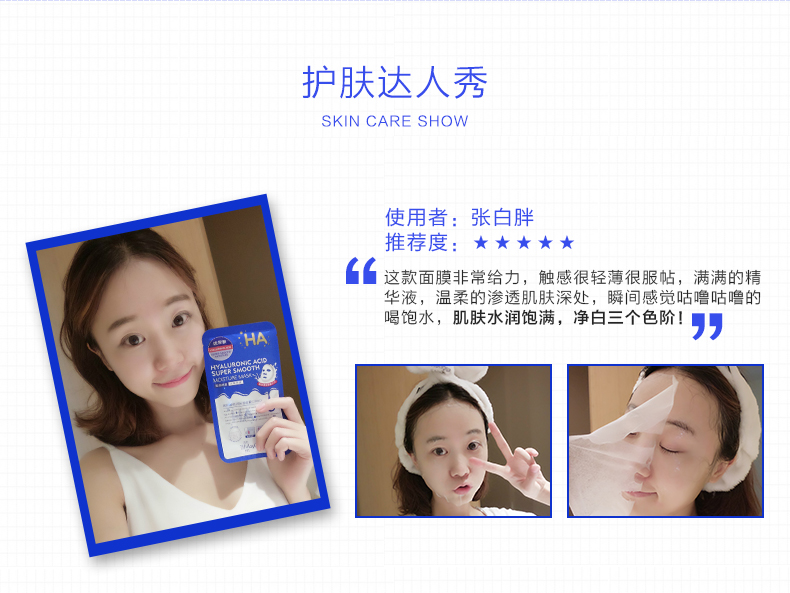 护肤达人秀
SKIN CARE SHOW
使用者：张白胖
推荐度：★★★★★
“这款面膜非常给力，触感很轻薄很服帖，满满的精
华液，温柔的渗透肌肤深处，瞬间感觉咕噜咕噜的
喝饱水，肌肤水润饱满，净白三个色阶！”
HA
HYALURONIC ACID
SUPER SMOOTH
MOISTURE MASK